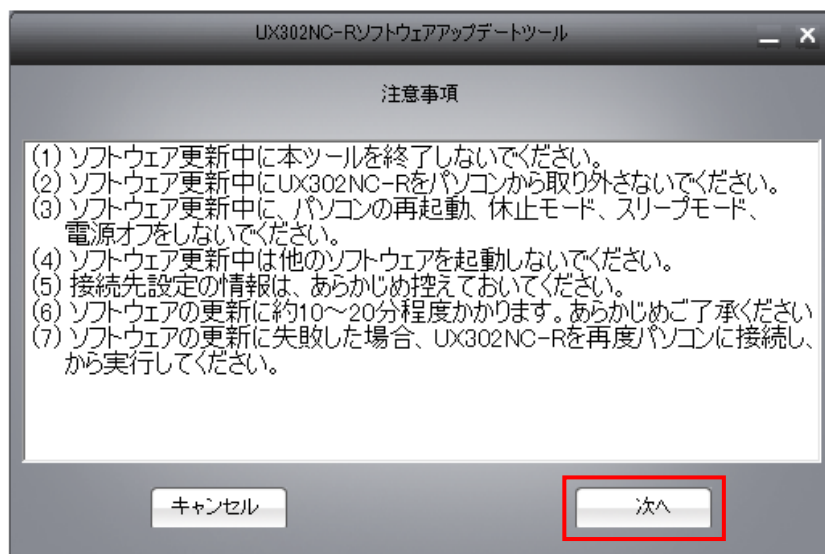 UX302NC-Rソフトウェアアップデートツール
注意事項
(1) ソフトウェア更新中に本ツールを終了しないでください。
(2) ソフトウェア更新中にUX302NC-Rをパソコンから取り外さないでください。
(3) ソフトウェア更新中に、パソコンの再起動、休止モード、スリープモード、
電源オフをしないでください。
(4) ソフトウェア更新中は他のソフトウェアを起動しないでください。
(5) 接続先設定の情報は、あらかじめ控えておいてください。
(6) ソフトウェアの更新に約10~20分程度かかります。あらかじめご了承ください
(7) ソフトウェアの更新に失敗した場合、UX302NC-Rを再度パソコンに接続し、
から実行してください。
キャンセル
次へ